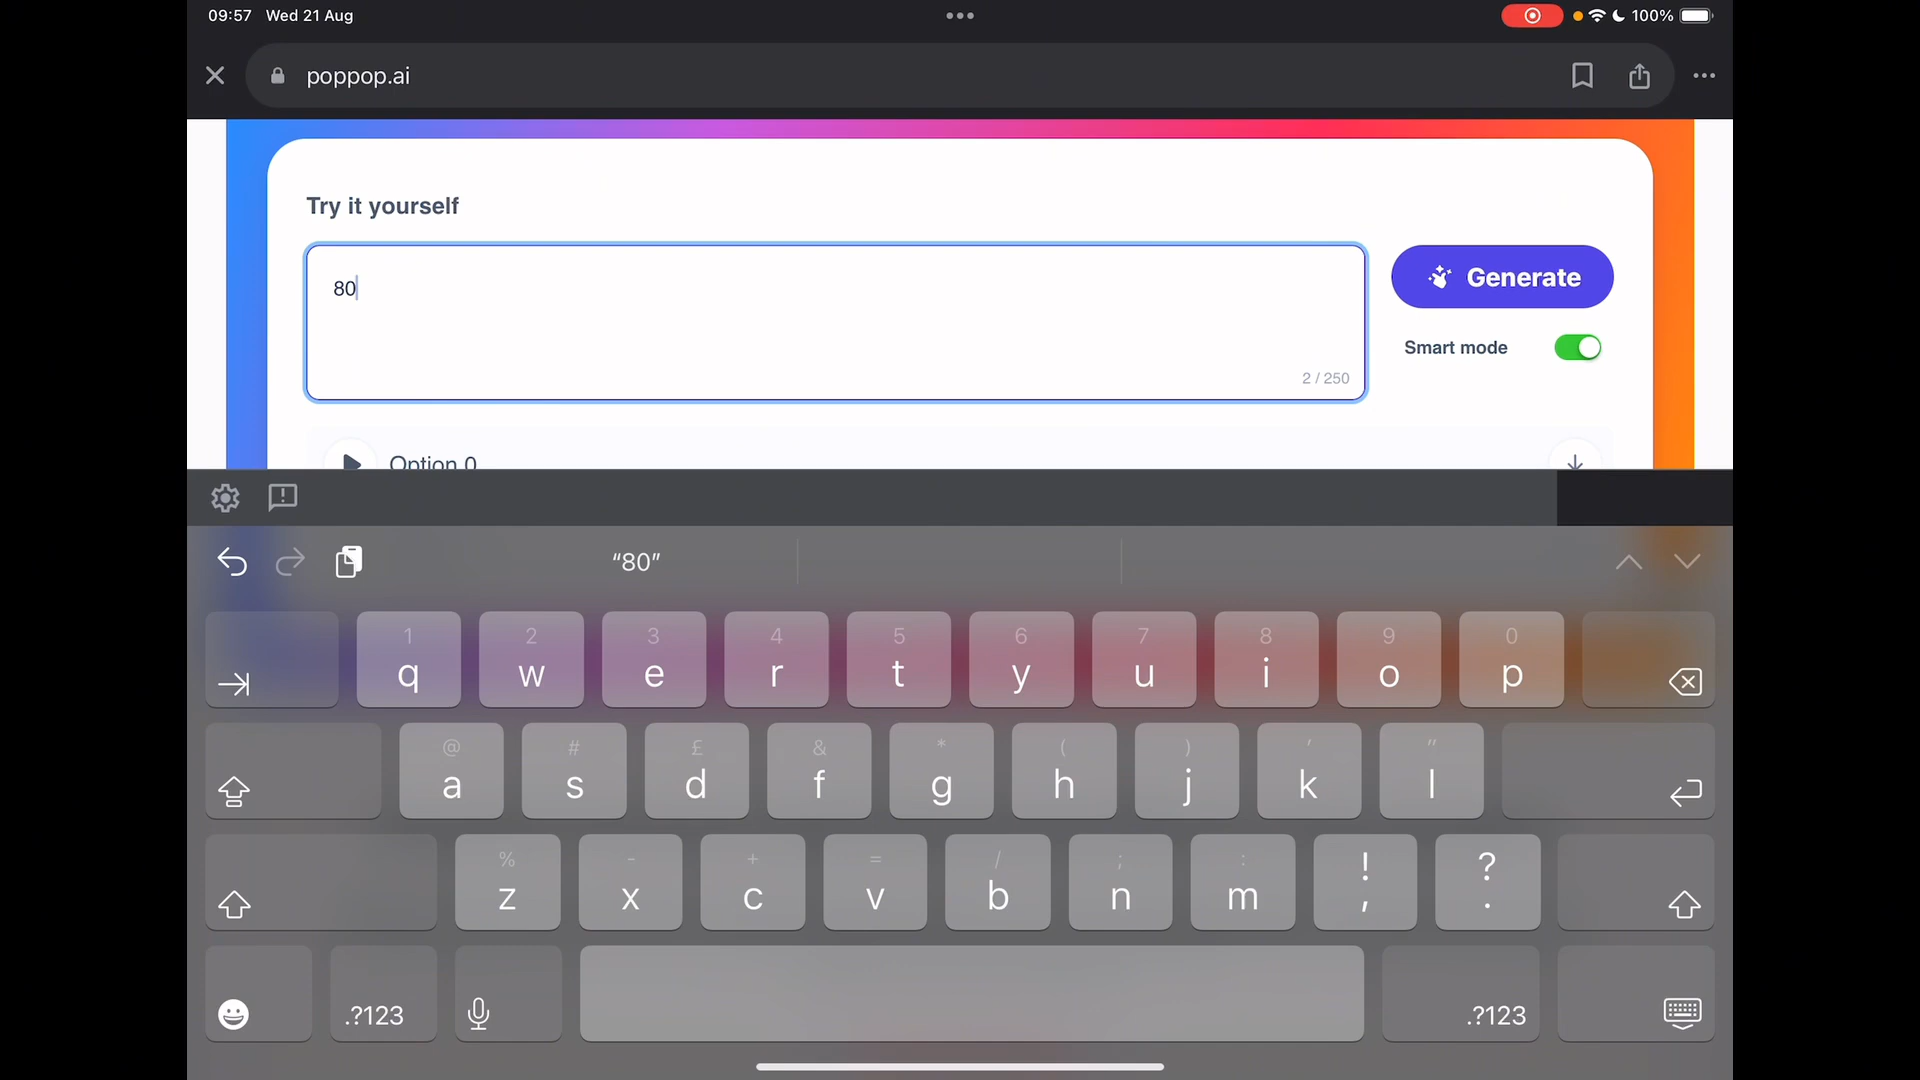 09:57 Wed 21 Aug
100%
poppop.ai
Try it yourself
80
Generate
Smart mode
2 / 250
Option 0
“80”
1 2 3 4 5 6 7 8 9 0
q w e r t y u i o p
@ # £ & * ( ) ' "
a s d f g h j k l
% - + = / ; : ! ?
z x c v b n m , .
.?123 .?123